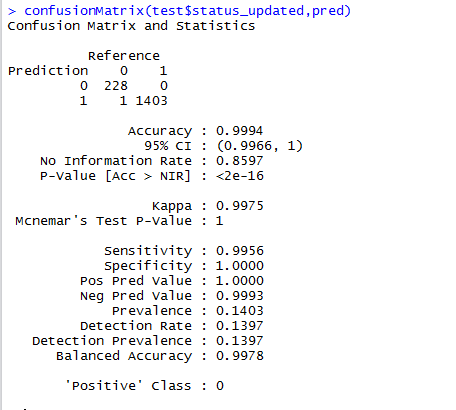 > confusionMatrix(test$status_updated,pred)
Confusion Matrix and Statistics
Reference
Prediction 0 1
0 228 0
1 1 1403
Accuracy : 0.9994
95% CI : (0.9966, 1)
No Information Rate : 0.8597
P-Value [Acc > NIR] : <2e-16
Kappa : 0.9975
Mcnemar's Test P-Value : 1
Sensitivity : 0.9956
Specificity : 1.0000
Pos Pred Value : 1.0000
Neg Pred Value : 0.9993
Prevalence : 0.1403
Detection Rate : 0.1397
Detection Prevalence : 0.1397
Balanced Accuracy : 0.9978
'Positive' Class : 0